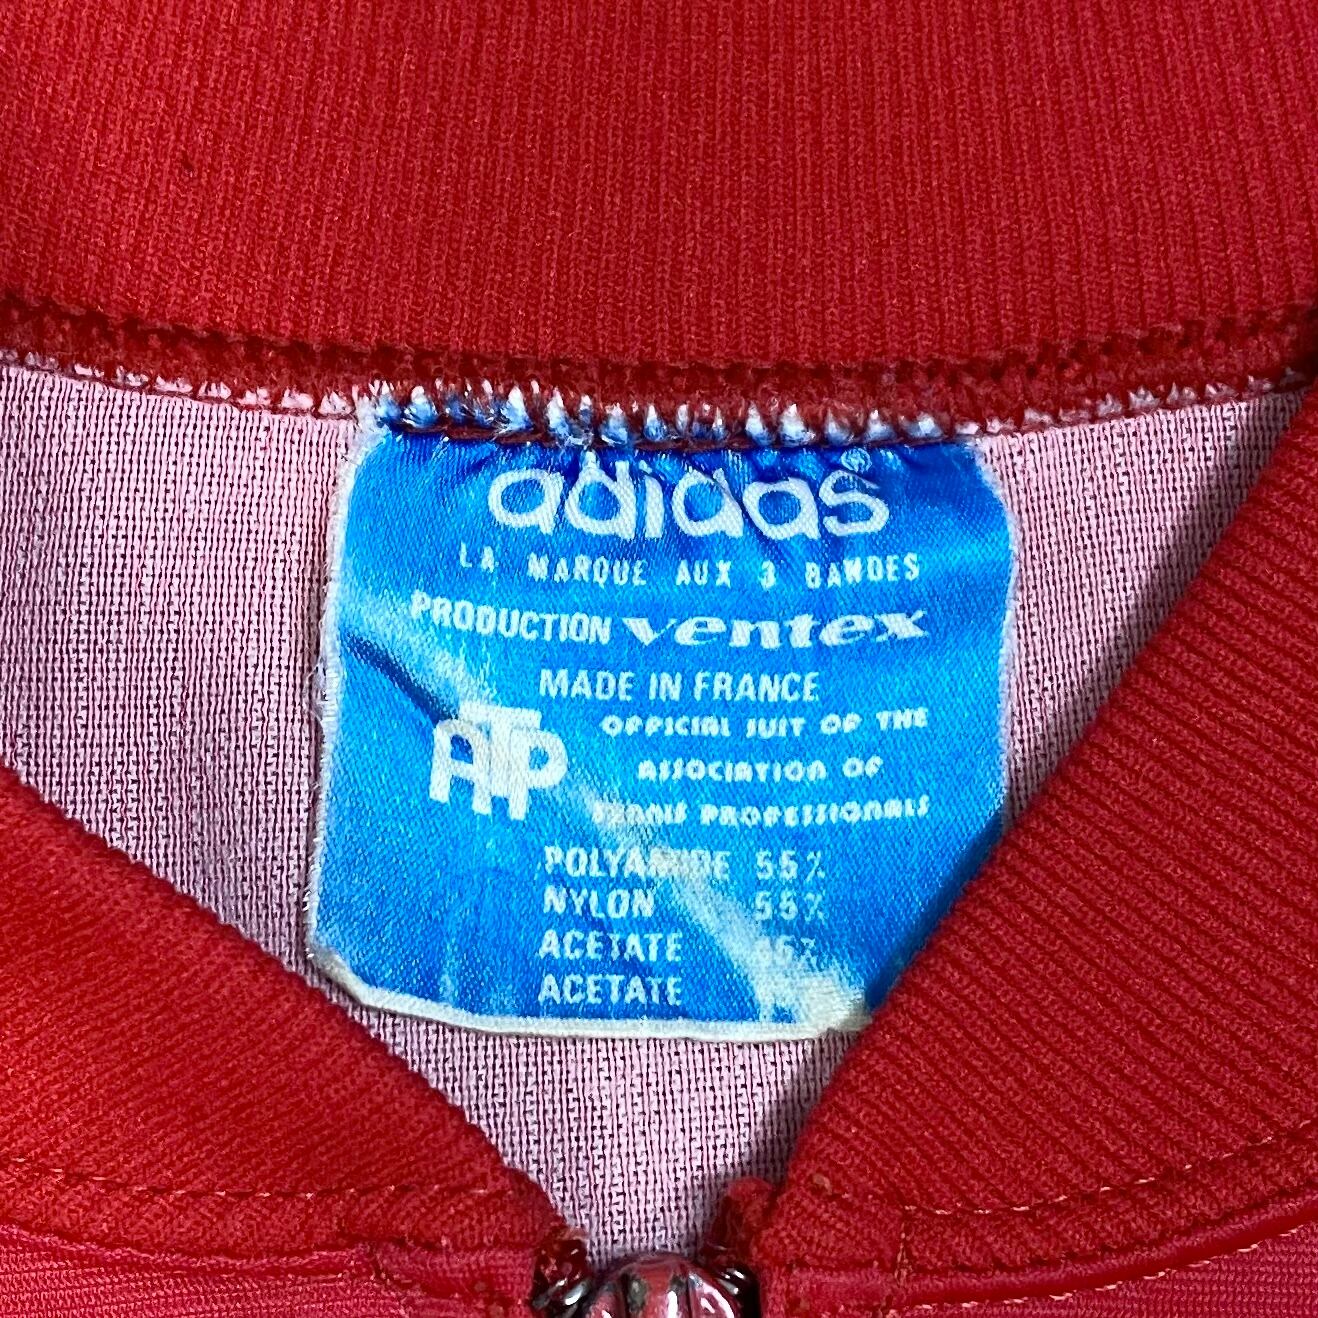 adidas®
LA MARQUE AUX 3 BANDES
PRODUCTION ventex
MADE IN FRANCE
ATP
OFFICIAL SUIT OF THE
ASSOCIATION OF
TENNIS PROFESSIONALS
POLYAMIDE 55%
NYLON 55%
ACETATE 45%
ACETATE